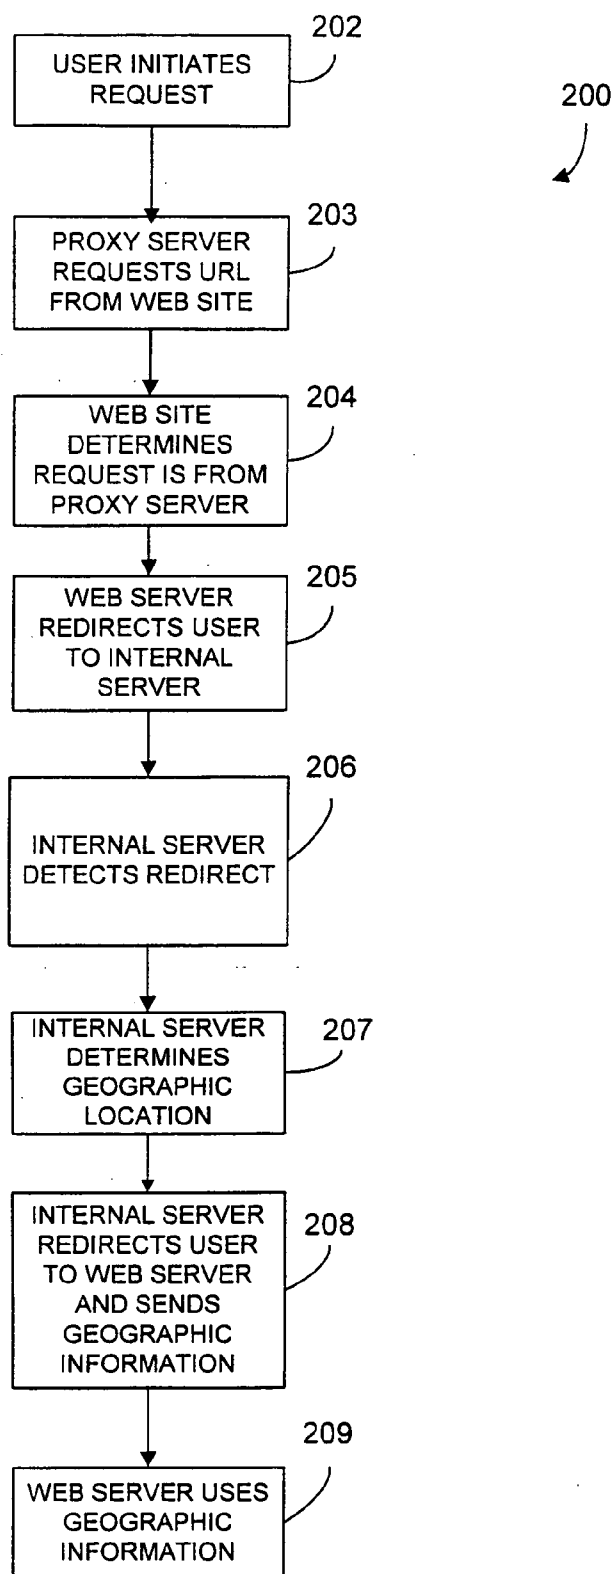 202
USER INITIATES
REQUEST
200
203
PROXY SERVER
REQUESTS URL
FROM WEB SITE
204
WEB SITE
DETERMINES
REQUEST IS FROM
PROXY SERVER
205
WEB SERVER
REDIRECTS USER
TO INTERNAL
SERVER
206
INTERNAL SERVER
DETECTS REDIRECT
207
INTERNAL SERVER
DETERMINES
GEOGRAPHIC
LOCATION
208
INTERNAL SERVER
REDIRECTS USER
TO WEB SERVER
AND SENDS
GEOGRAPHIC
INFORMATION
209
WEB SERVER USES
GEOGRAPHIC
INFORMATION